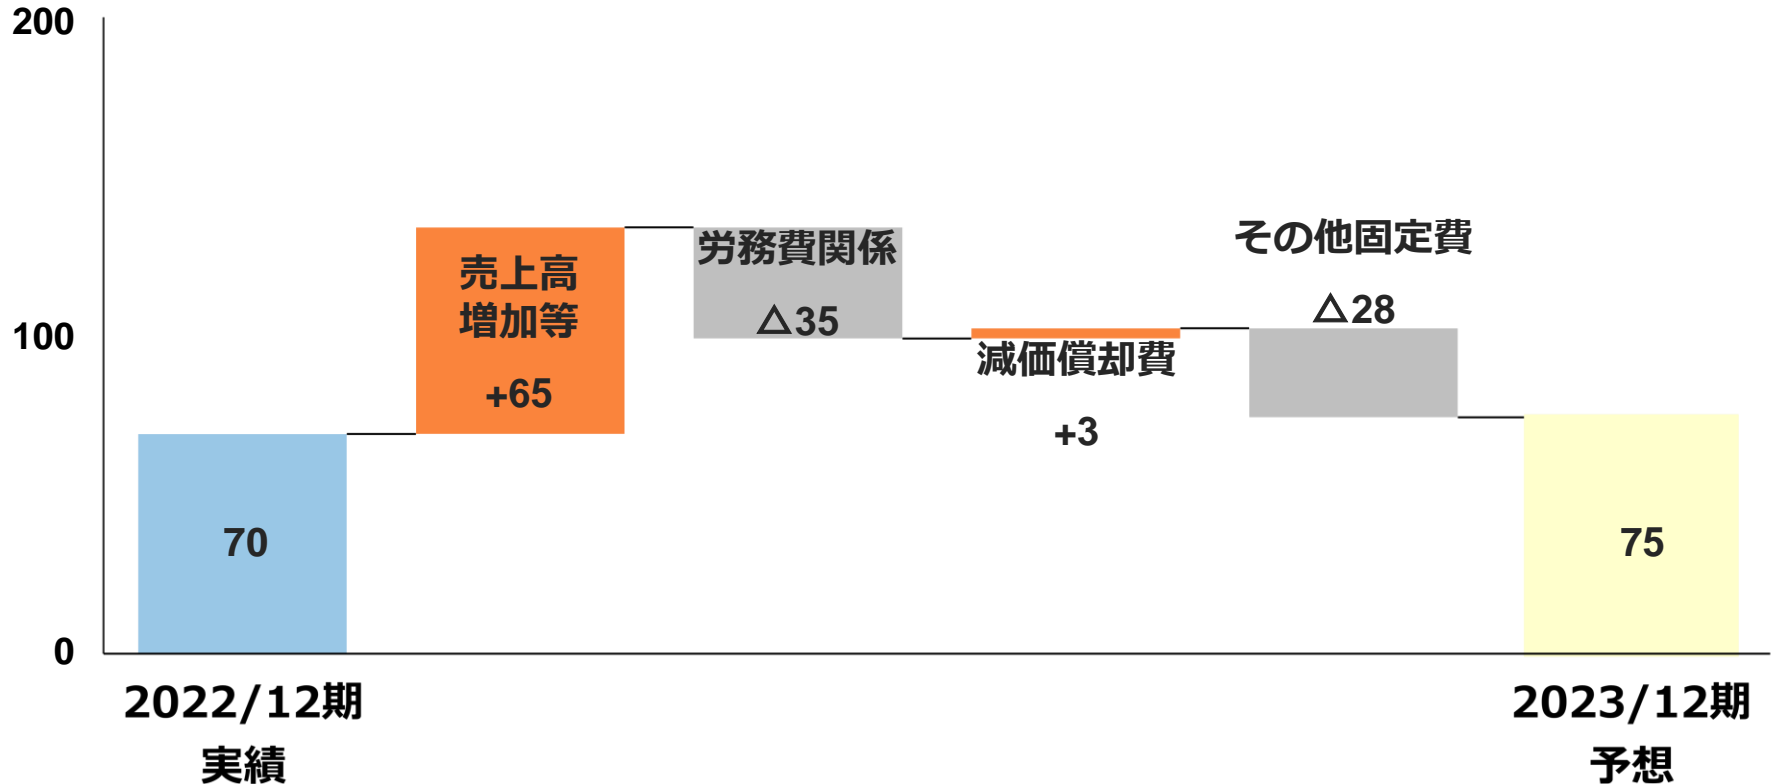 200
100
0
売上高
増加等
+65
労務費関係
△35
減価償却費
+3
その他固定費
△28
70
75
2022/12期
実績
2023/12期
予想